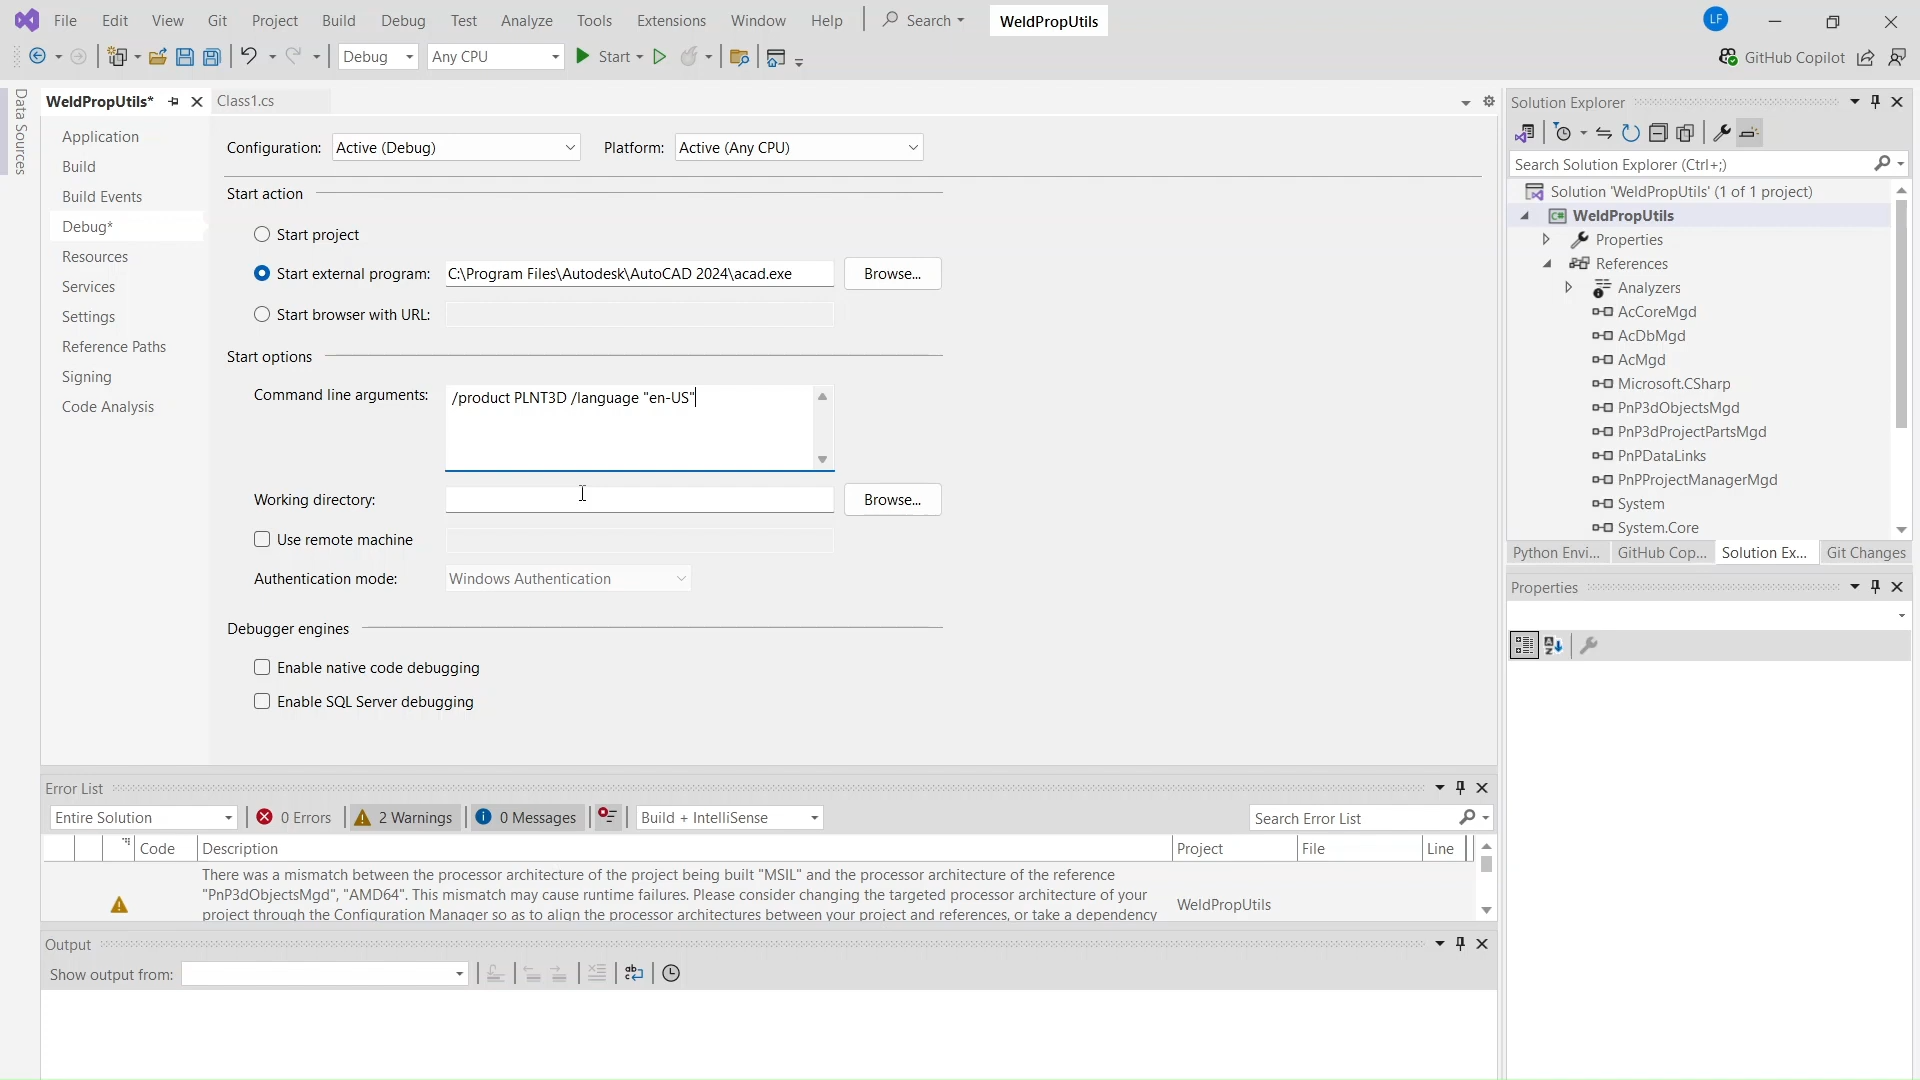 File Edit View Git Project Build Debug Test Analyze Tools Extensions Window Help Search WeldPropUtils LF
Debug Any CPU Start GitHub Copilot
Data Sources
WeldPropUtils* Class1.cs
Application
Build
Build Events
Debug*
Resources
Services
Settings
Reference Paths
Signing
Code Analysis
Configuration: Active (Debug) Platform: Active (Any CPU)
Start action
Start project
Start external program: C:\Program Files\Autodesk\AutoCAD 2024\acad.exe Browse...
Start browser with URL:
Start options
Command line arguments: /product PLNT3D /language "en-US"
Working directory: Browse...
Use remote machine
Authentication mode: Windows Authentication
Debugger engines
Enable native code debugging
Enable SQL Server debugging
Solution Explorer
Search Solution Explorer (Ctrl+;)
Solution 'WeldPropUtils' (1 of 1 project)
C# WeldPropUtils
Properties
References
Analyzers
AcCoreMgd
AcDbMgd
AcMgd
Microsoft.CSharp
PnP3dObjectsMgd
PnP3dProjectPartsMgd
PnPDataLinks
PnPProjectManagerMgd
System
System.Core
Python Envi... GitHub Cop... Solution Ex... Git Changes
Properties
Error List
Entire Solution 0 Errors 2 Warnings 0 Messages Build + IntelliSense Search Error List
Code Description Project File Line
There was a mismatch between the processor architecture of the project being built "MSIL" and the processor architecture of the reference
"PnP3dObjectsMgd", "AMD64". This mismatch may cause runtime failures. Please consider changing the targeted processor architecture of your
project through the Configuration Manager so as to align the processor architectures between your project and references, or take a dependency
WeldPropUtils
Output
Show output from: